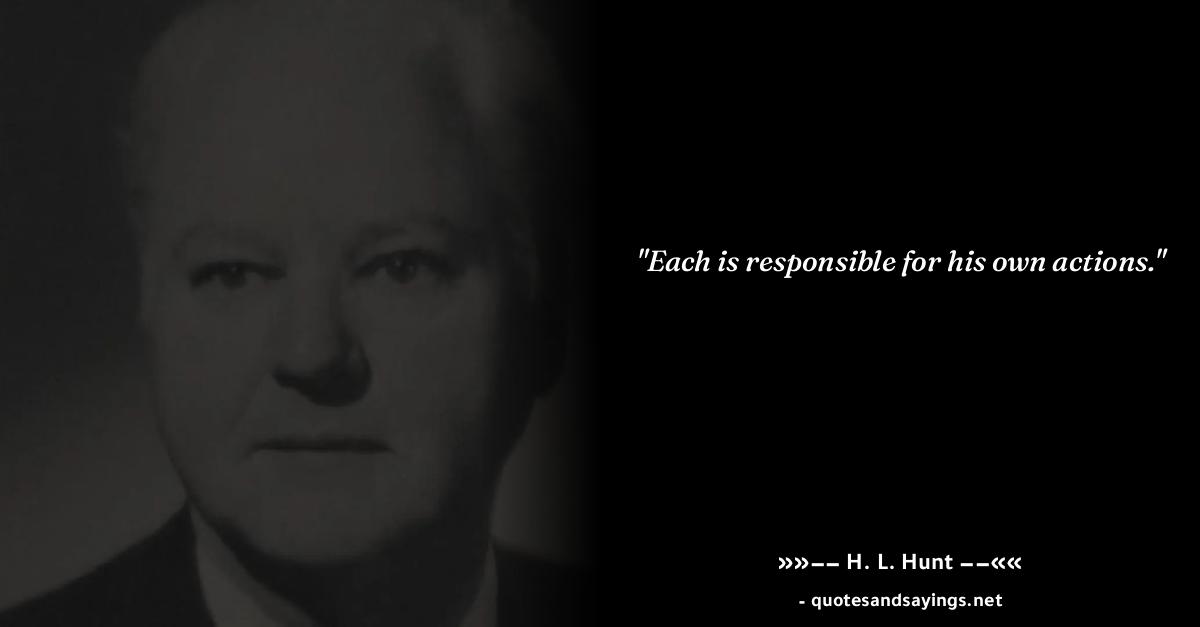 "Each is responsible for his own actions."
»»–– H. L. Hunt ––««
- quotesandsayings.net